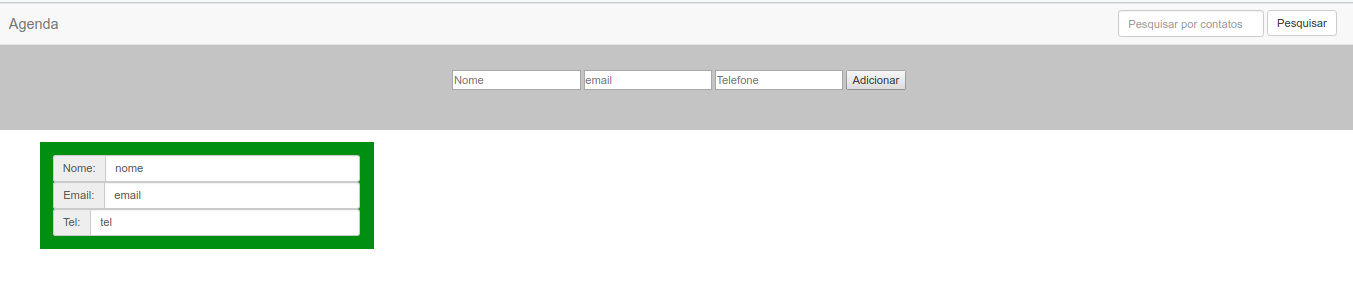 Agenda Pesquisar por contatos Pesquisar
Nome email Telefone Adicionar
Nome: nome
Email: email
Tel: tel